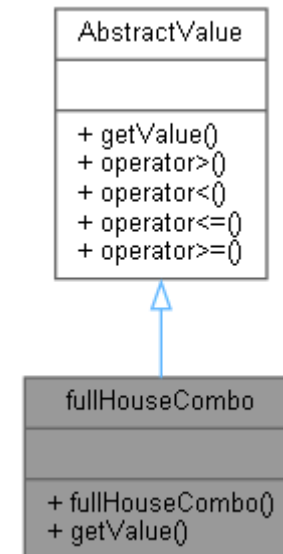 AbstractValue
+ getValue()
+ operator>()
+ operator<()
+ operator<=()
+ operator>=()
fullHouseCombo
+ fullHouseCombo()
+ getValue()